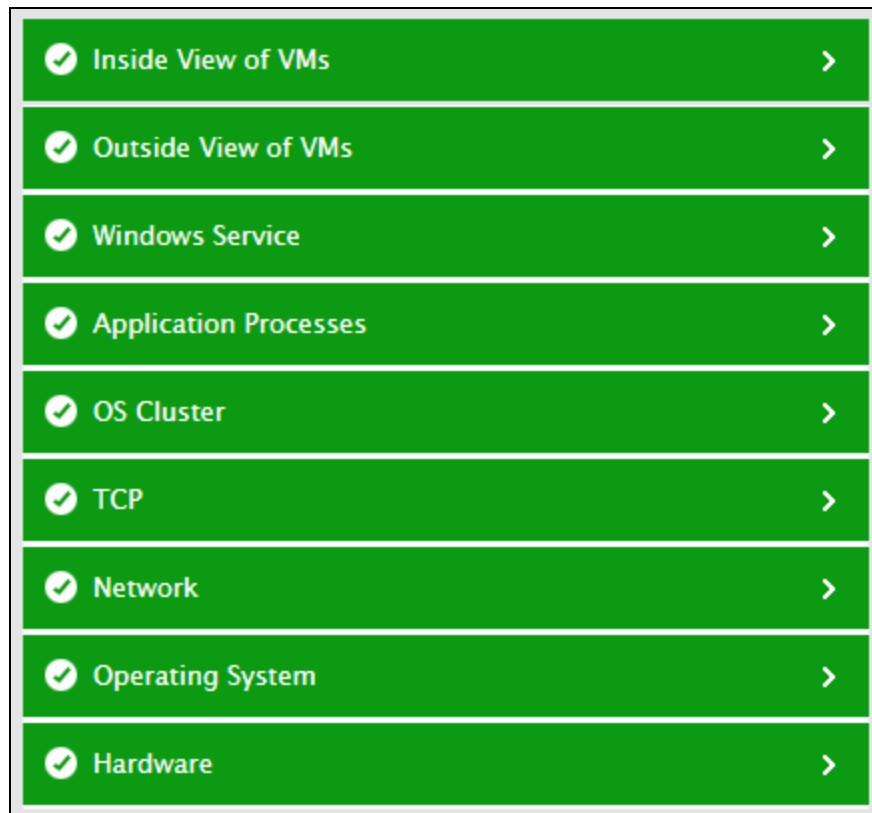 Inside View of VMs
Outside View of VMs
Windows Service
Application Processes
OS Cluster
TCP
Network
Operating System
Hardware